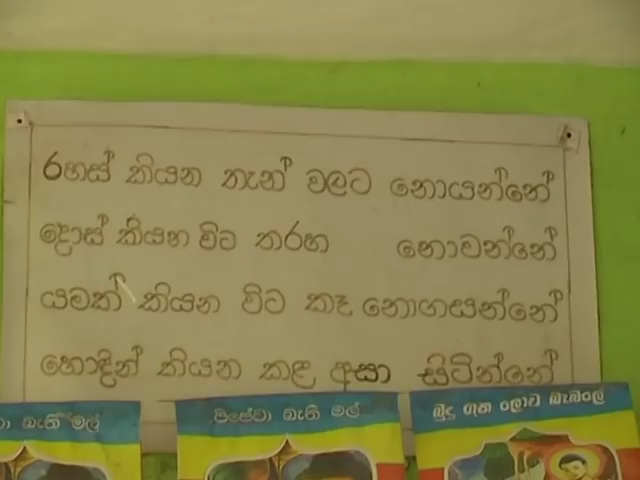 රහස් කියන තැන් වලට නොයන්නේ
දොස් කියන විට තරහ නොවන්නේ
යමක් කියන විට කෑ නොගසන්නේ
හොඳින් කියන කළ අසා සිටින්නේ
බැති මල්
බැති මල්
බුදු ගුන ලොව බැබලේ